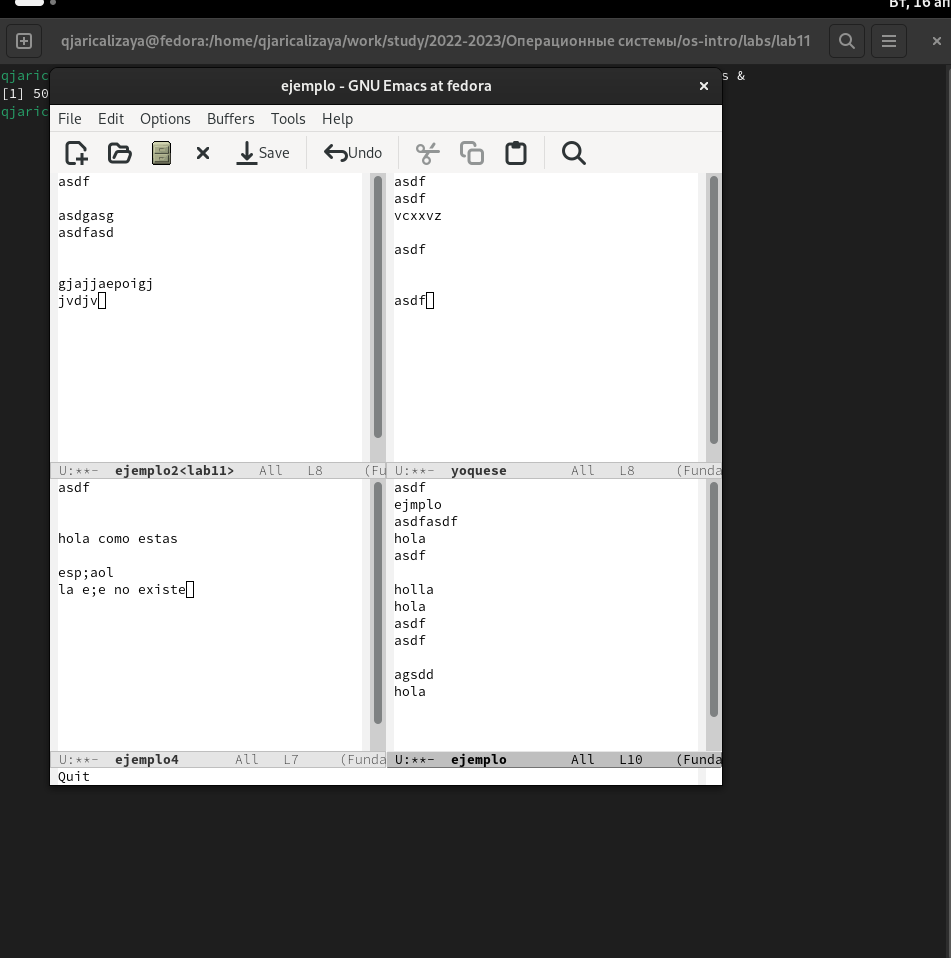 Вт, 16 ап
qjaricalizaya@fedora:/home/qjaricalizaya/work/study/2022-2023/Операционные системы/os-intro/labs/lab11
qjaric
s &
[1] 50
qjaric
ejemplo - GNU Emacs at fedora
File Edit Options Buffers Tools Help
Save Undo
asdf
asdgasg
asdfasd
gjajjaepoigj
jvdjv
U:**- ejemplo2<lab11> All L8 (Fu
asdf
asdf
vcxxvz
asdf
asdf
U:**- yoquese All L8 (Funda
asdf
hola como estas
esp;aol
la e;e no existe
U:**- ejemplo4 All L7 (Funda
asdf
ejmplo
asdfasdf
hola
asdf
holla
hola
asdf
asdf
agsdd
hola
U:**- ejemplo All L10 (Funda
Quit